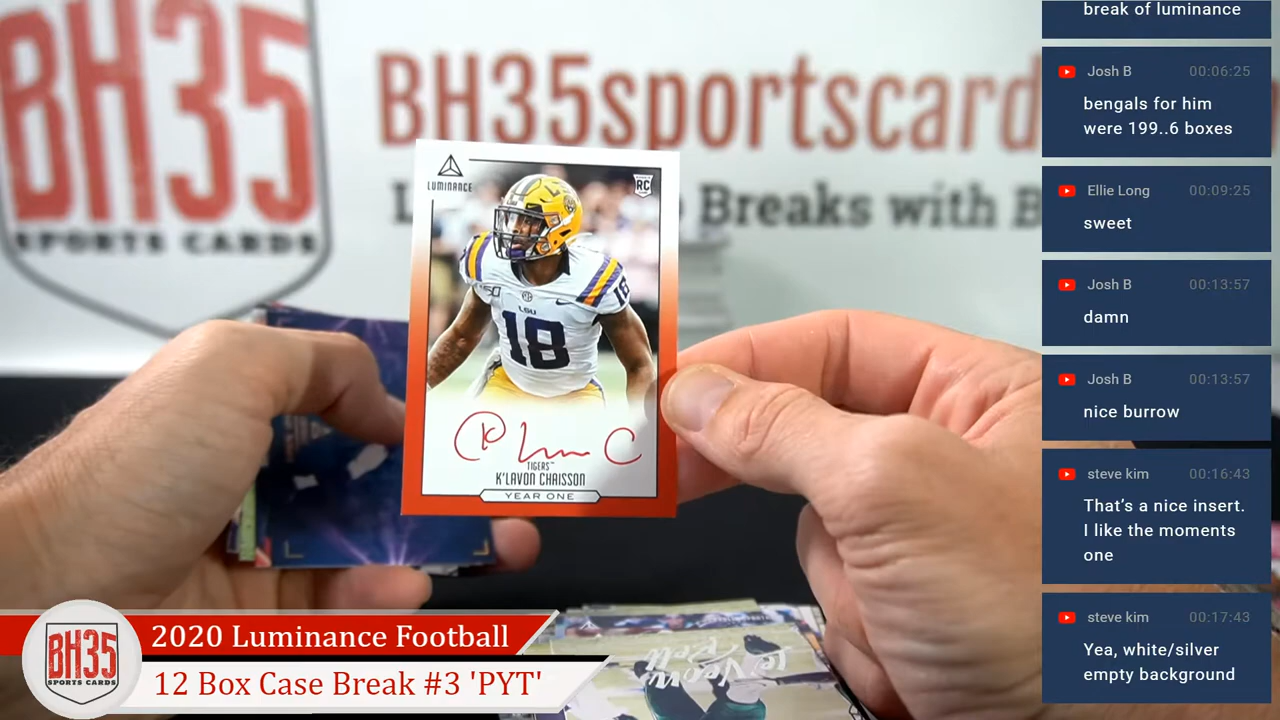 BH35
SPORTS CARDS
BH35sportscard
Breaks with B
LUMINANCE
RC
50
LSU
18
18
TIGERS™
K'LAVON CHAISSON
YEAR ONE
BH35
SPORTS CARDS
2020 Luminance Football
12 Box Case Break #3 'PYT'
break of luminance
Josh B 00:06:25
bengals for him
were 199..6 boxes
Ellie Long 00:09:25
sweet
Josh B 00:13:57
damn
Josh B 00:13:57
nice burrow
steve kim 00:16:43
That's a nice insert.
I like the moments
one
steve kim 00:17:43
Yea, white/silver
empty background